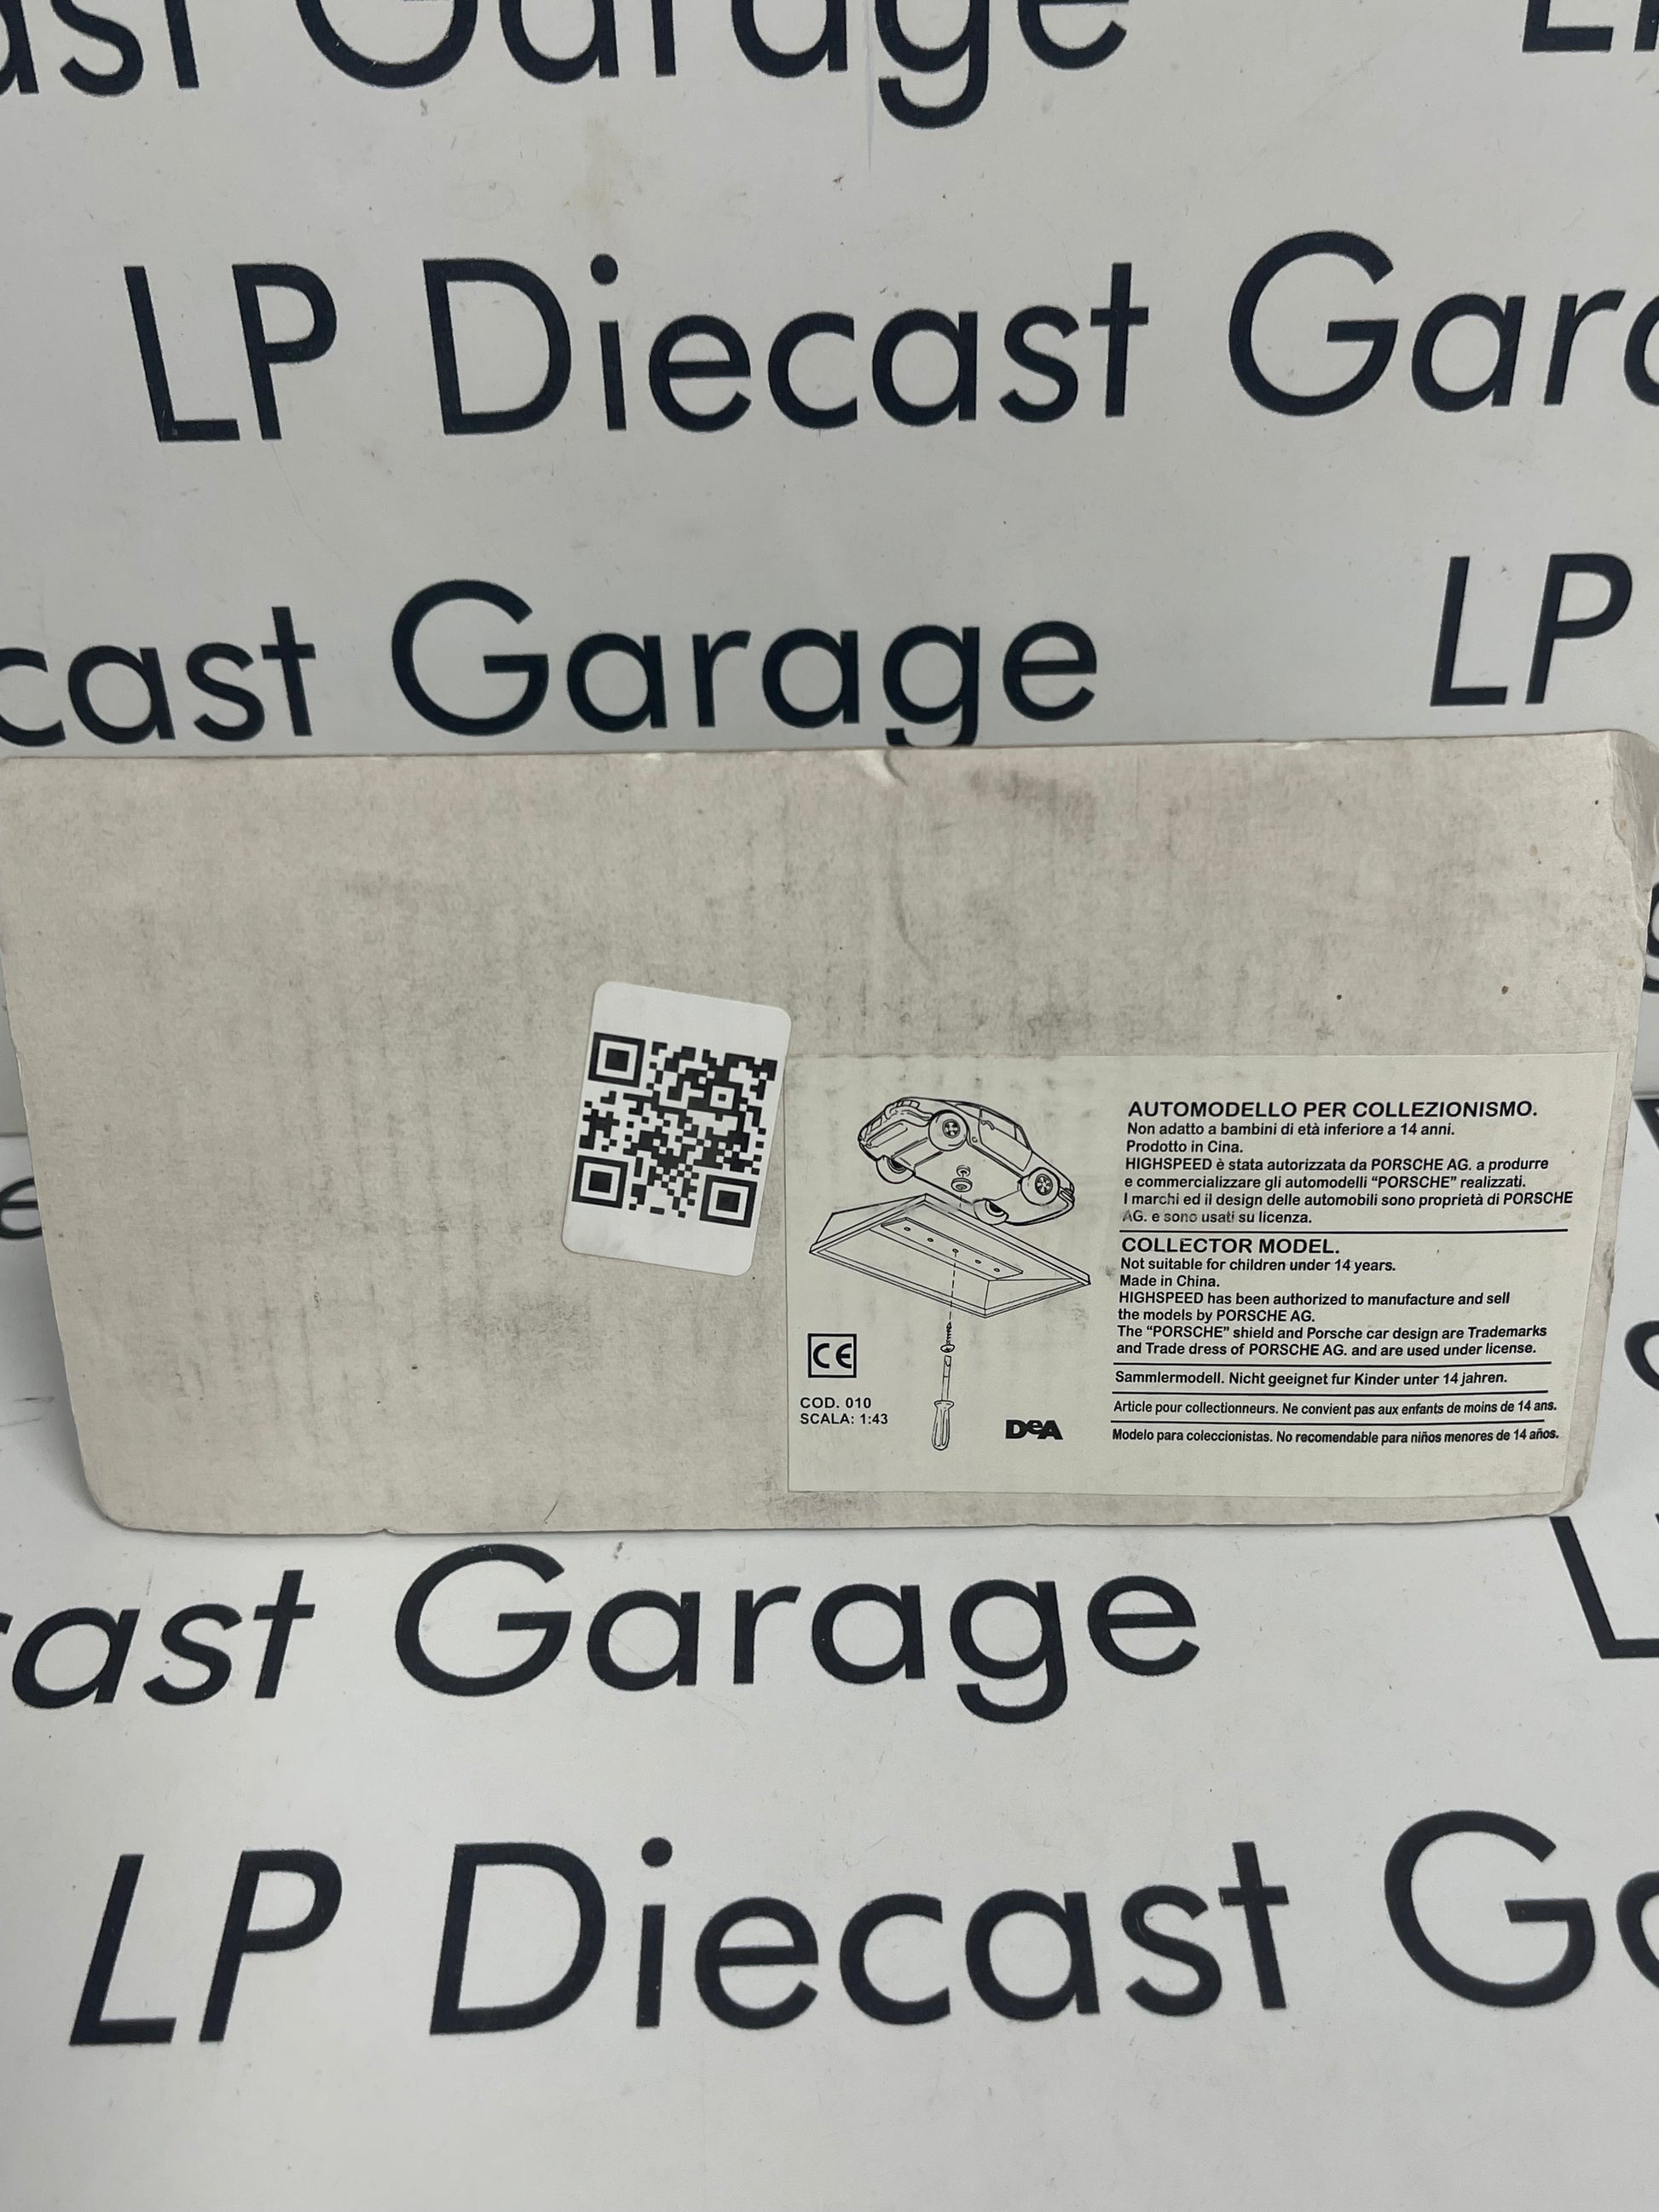 ast Garage
LP Diecast Gara
cast Garage
LP
AUTOMODELLO PER COLLEZIONISMO.
Non adatto a bambini di età inferiore a 14 anni.
Prodotto in Cina.
HIGHSPEED è stata autorizzata da PORSCHE AG. a produrre
e commercializzare gli automodelli “PORSCHE” realizzati.
I marchi ed il design delle automobili sono proprietà di PORSCHE
AG. e sono usati su licenza.
COLLECTOR MODEL.
Not suitable for children under 14 years.
Made in China.
HIGHSPEED has been authorized to manufacture and sell
the models by PORSCHE AG.
The “PORSCHE” shield and Porsche car design are Trademarks
and Trade dress of PORSCHE AG. and are used under license.
Sammlermodell. Nicht geeignet fur Kinder unter 14 jahren.
Article pour collectionneurs. Ne convient pas aux enfants de moins de 14 ans.
Modelo para coleccionistas. No recomendable para niños menores de 14 años.
CE
COD. 010
SCALA: 1:43
DeA
cast Garage
L
LP Diecast Ga